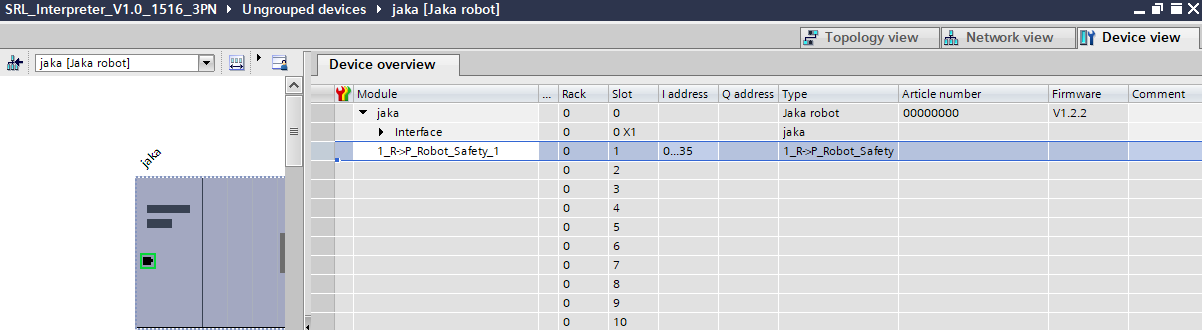 SRL_Interpreter_V1.0_1516_3PN ▸ Ungrouped devices ▸ jaka [Jaka robot]
Topology view Network view Device view
jaka [Jaka robot]
Device overview
Module ... Rack Slot I address Q address Type Article number Firmware Comment
jaka 0 0 Jaka robot 00000000 V1.2.2
Interface 0 0 X1 jaka
1_R->P_Robot_Safety_1 0 1 0...35 1_R->P_Robot_Safety
0 2
0 3
0 4
0 5
0 6
0 7
0 8
0 9
0 10
jaka